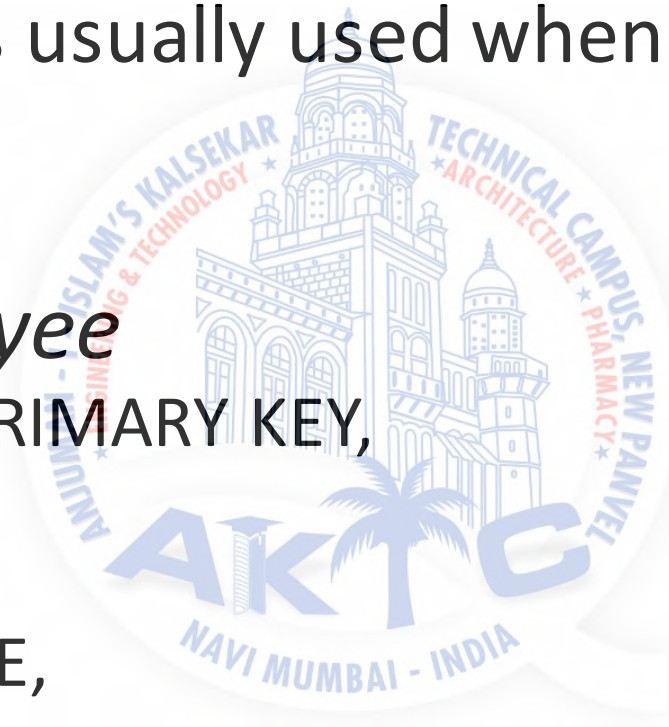 s usually used when
yee
RIMARY KEY,
E,
ANJUMAN - I - ISLAM'S KALSEKAR TECHNICAL CAMPUS, NEW PANVEL
ENGINEERING & TECHNOLOGY * * ARCHITECTURE * PHARMACY *
AKTC
NAVI MUMBAI - INDIA